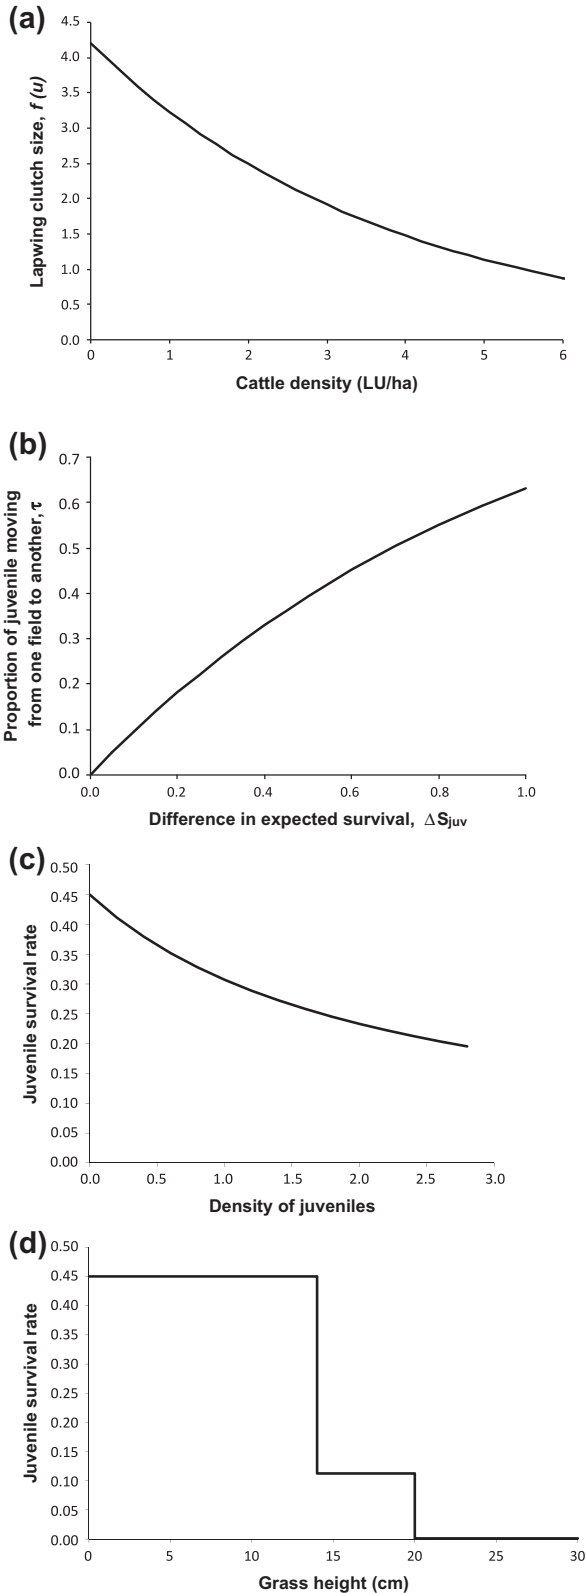 (a)
Lapwing clutch size, f (u)
4.5
4.0
3.5
3.0
2.5
2.0
1.5
1.0
0.5
0.0
0 1 2 3 4 5 6
Cattle density (LU/ha)
(b)
Proportion of juvenile moving
from one field to another, τ
0.7
0.6
0.5
0.4
0.3
0.2
0.1
0.0
0.0 0.2 0.4 0.6 0.8 1.0
Difference in expected survival, ΔSjuv
(c)
Juvenile survival rate
0.50
0.45
0.40
0.35
0.30
0.25
0.20
0.15
0.10
0.05
0.00
0.0 0.5 1.0 1.5 2.0 2.5 3.0
Density of juveniles
(d)
Juvenile survival rate
0.50
0.45
0.40
0.35
0.30
0.25
0.20
0.15
0.10
0.05
0.00
0 5 10 15 20 25 30
Grass height (cm)